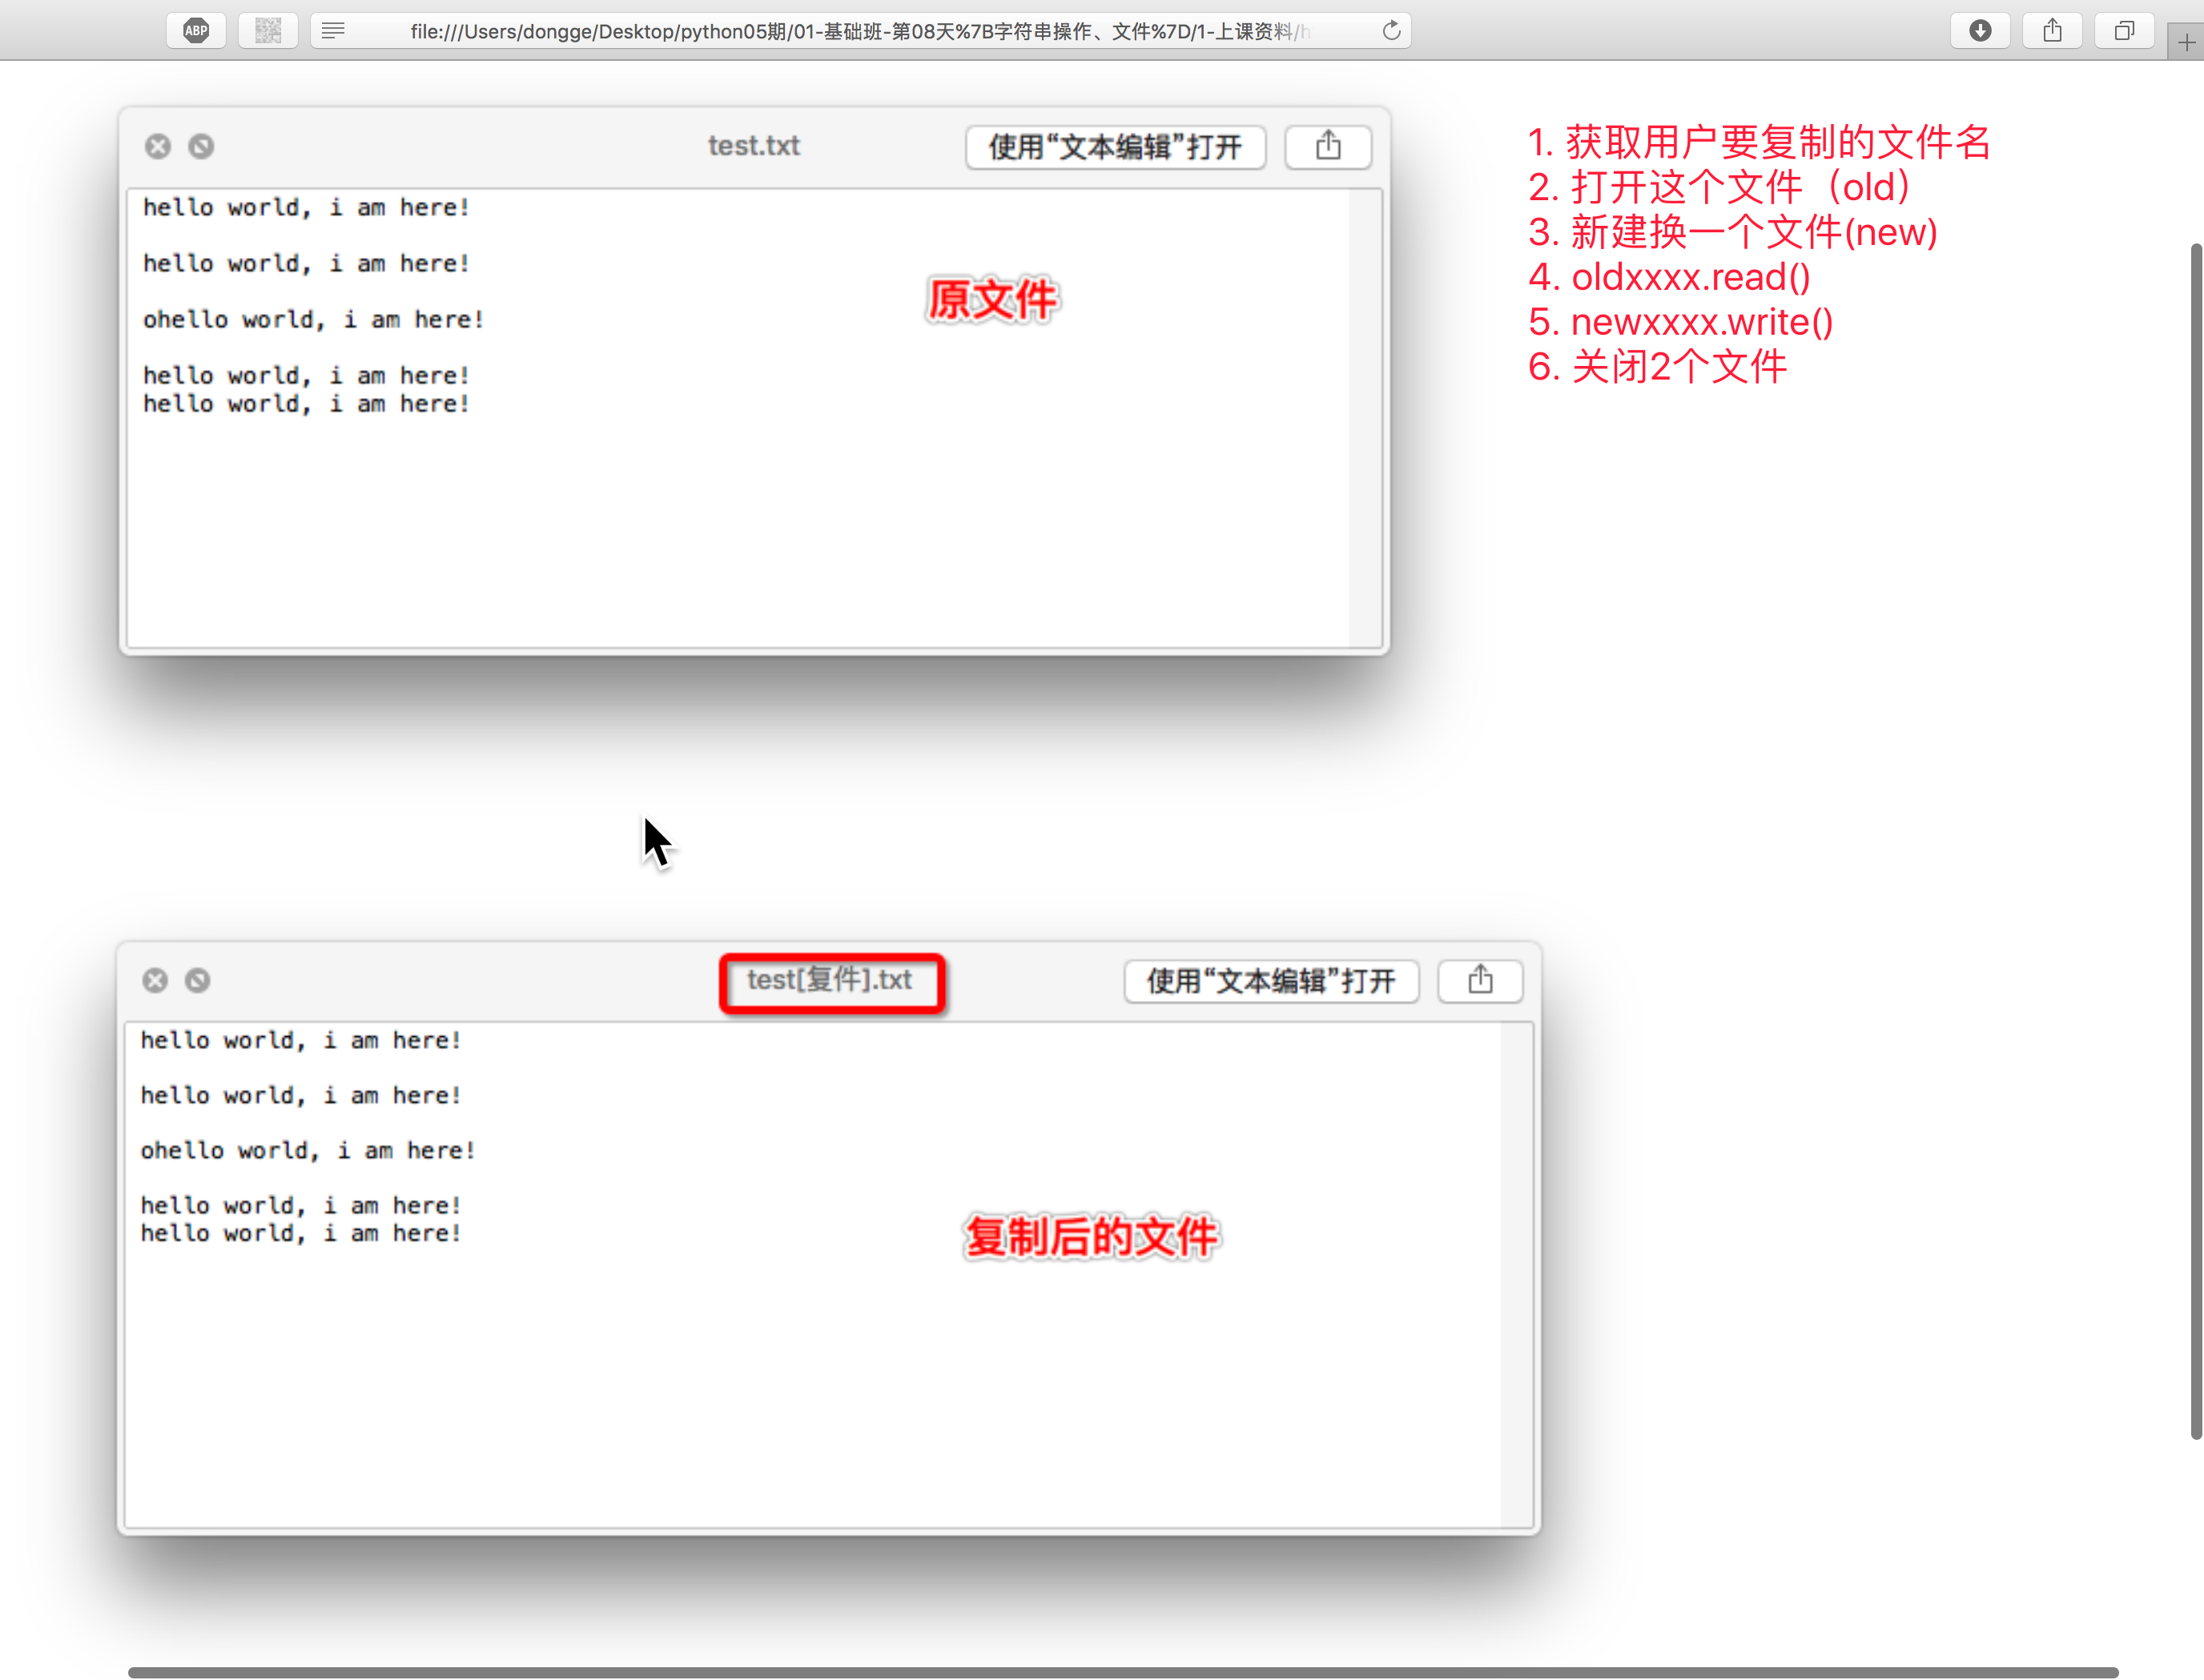 ABP
file:///Users/dongge/Desktop/python05期/01-基础班-第08天%7B字符串操作、文件%7D/1-上课资料/h
test.txt
使用“文本编辑”打开
hello world, i am here!
hello world, i am here!
ohello world, i am here!
hello world, i am here!
hello world, i am here!
原文件
1. 获取用户要复制的文件名
2. 打开这个文件（old）
3. 新建换一个文件(new)
4. oldxxxx.read()
5. newxxxx.write()
6. 关闭2个文件
test[复件].txt
使用“文本编辑”打开
hello world, i am here!
hello world, i am here!
ohello world, i am here!
hello world, i am here!
hello world, i am here!
复制后的文件